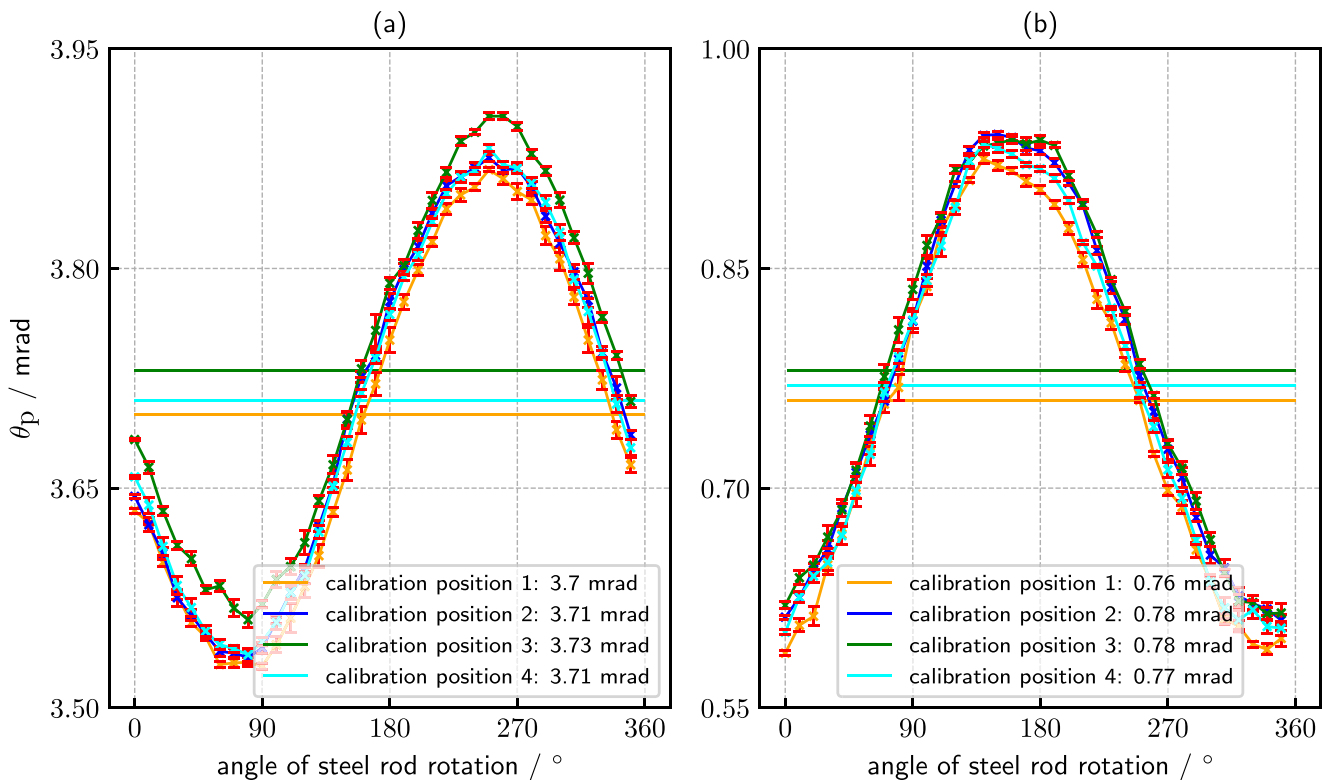 (a)
(b)
3.95
3.80
3.65
3.50
θp / mrad
0
90
180
270
360
angle of steel rod rotation / °
calibration position 1: 3.7 mrad
calibration position 2: 3.71 mrad
calibration position 3: 3.73 mrad
calibration position 4: 3.71 mrad
1.00
0.85
0.70
0.55
0
90
180
270
360
angle of steel rod rotation / °
calibration position 1: 0.76 mrad
calibration position 2: 0.78 mrad
calibration position 3: 0.78 mrad
calibration position 4: 0.77 mrad